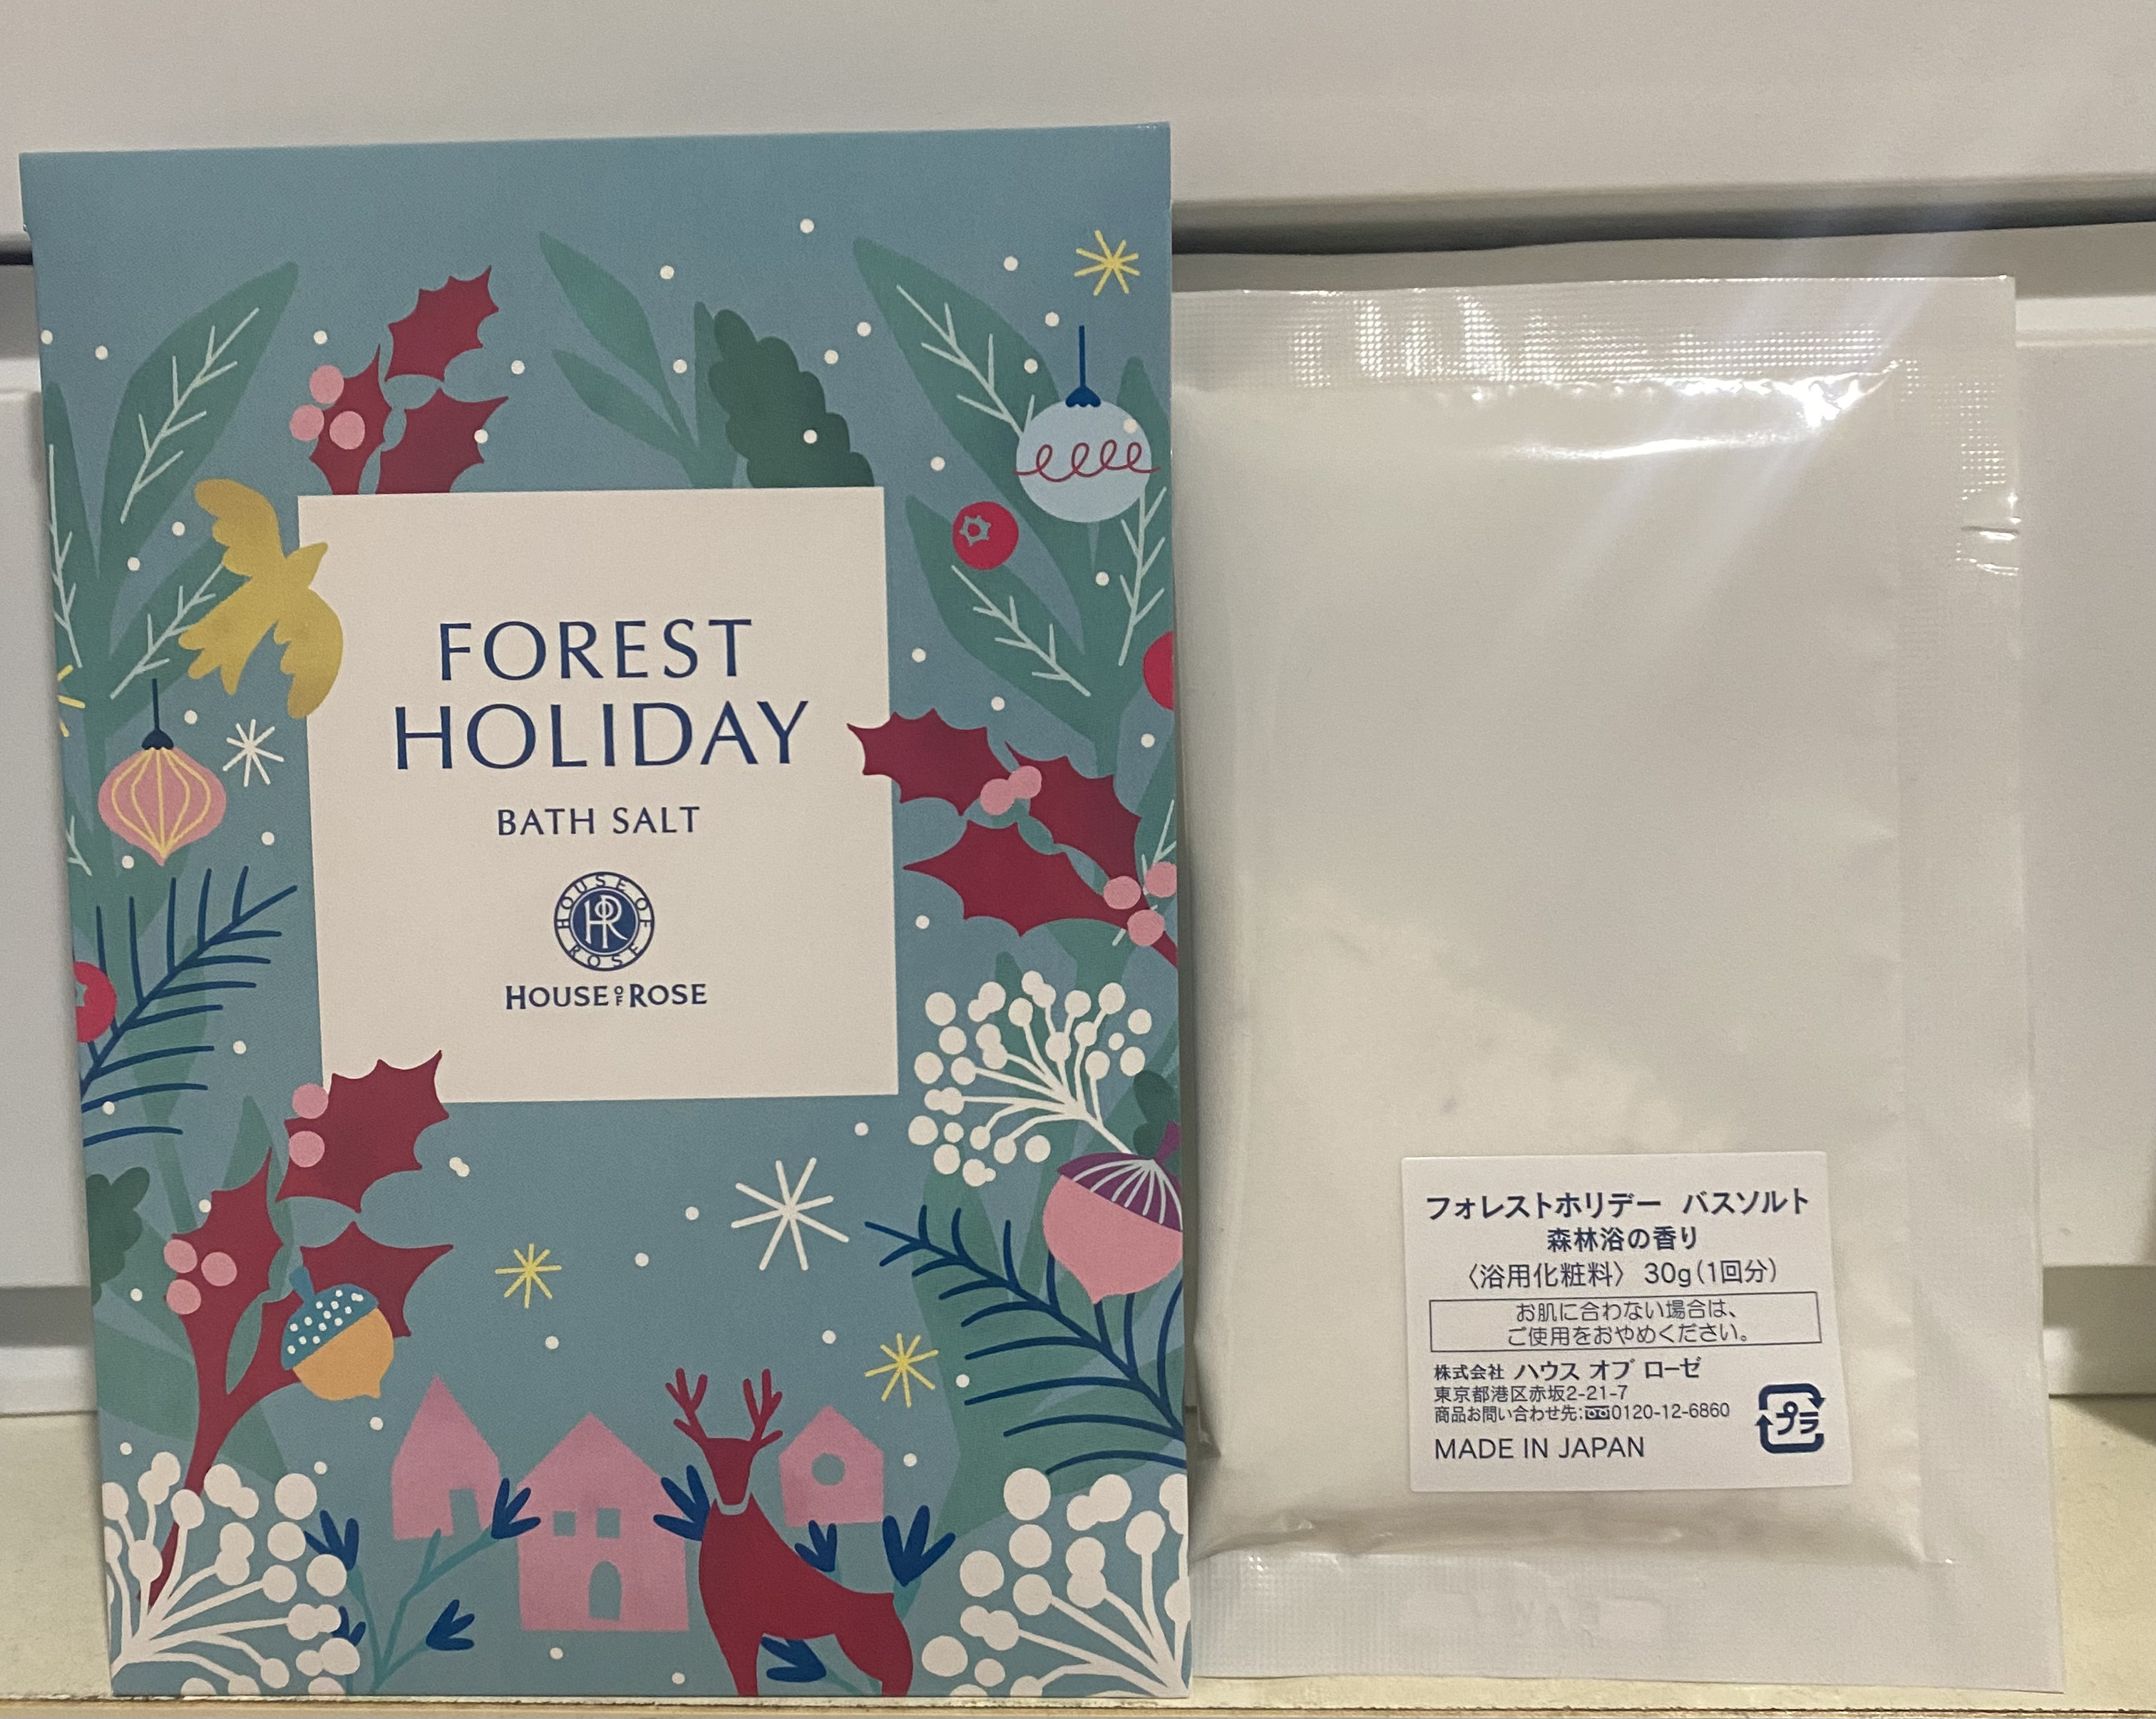 FOREST
HOLIDAY
BATH SALT
HOUSE OF ROSE
HR
HOUSE OF ROSE
フォレストホリデー バスソルト
森林浴の香り
〈浴用化粧料〉 30g(1回分)
お肌に合わない場合は、
ご使用をおやめください。
株式会社 ハウス オブ ローゼ
東京都港区赤坂2-21-7
商品お問い合わせ先:0120-12-6860
MADE IN JAPAN
プラ